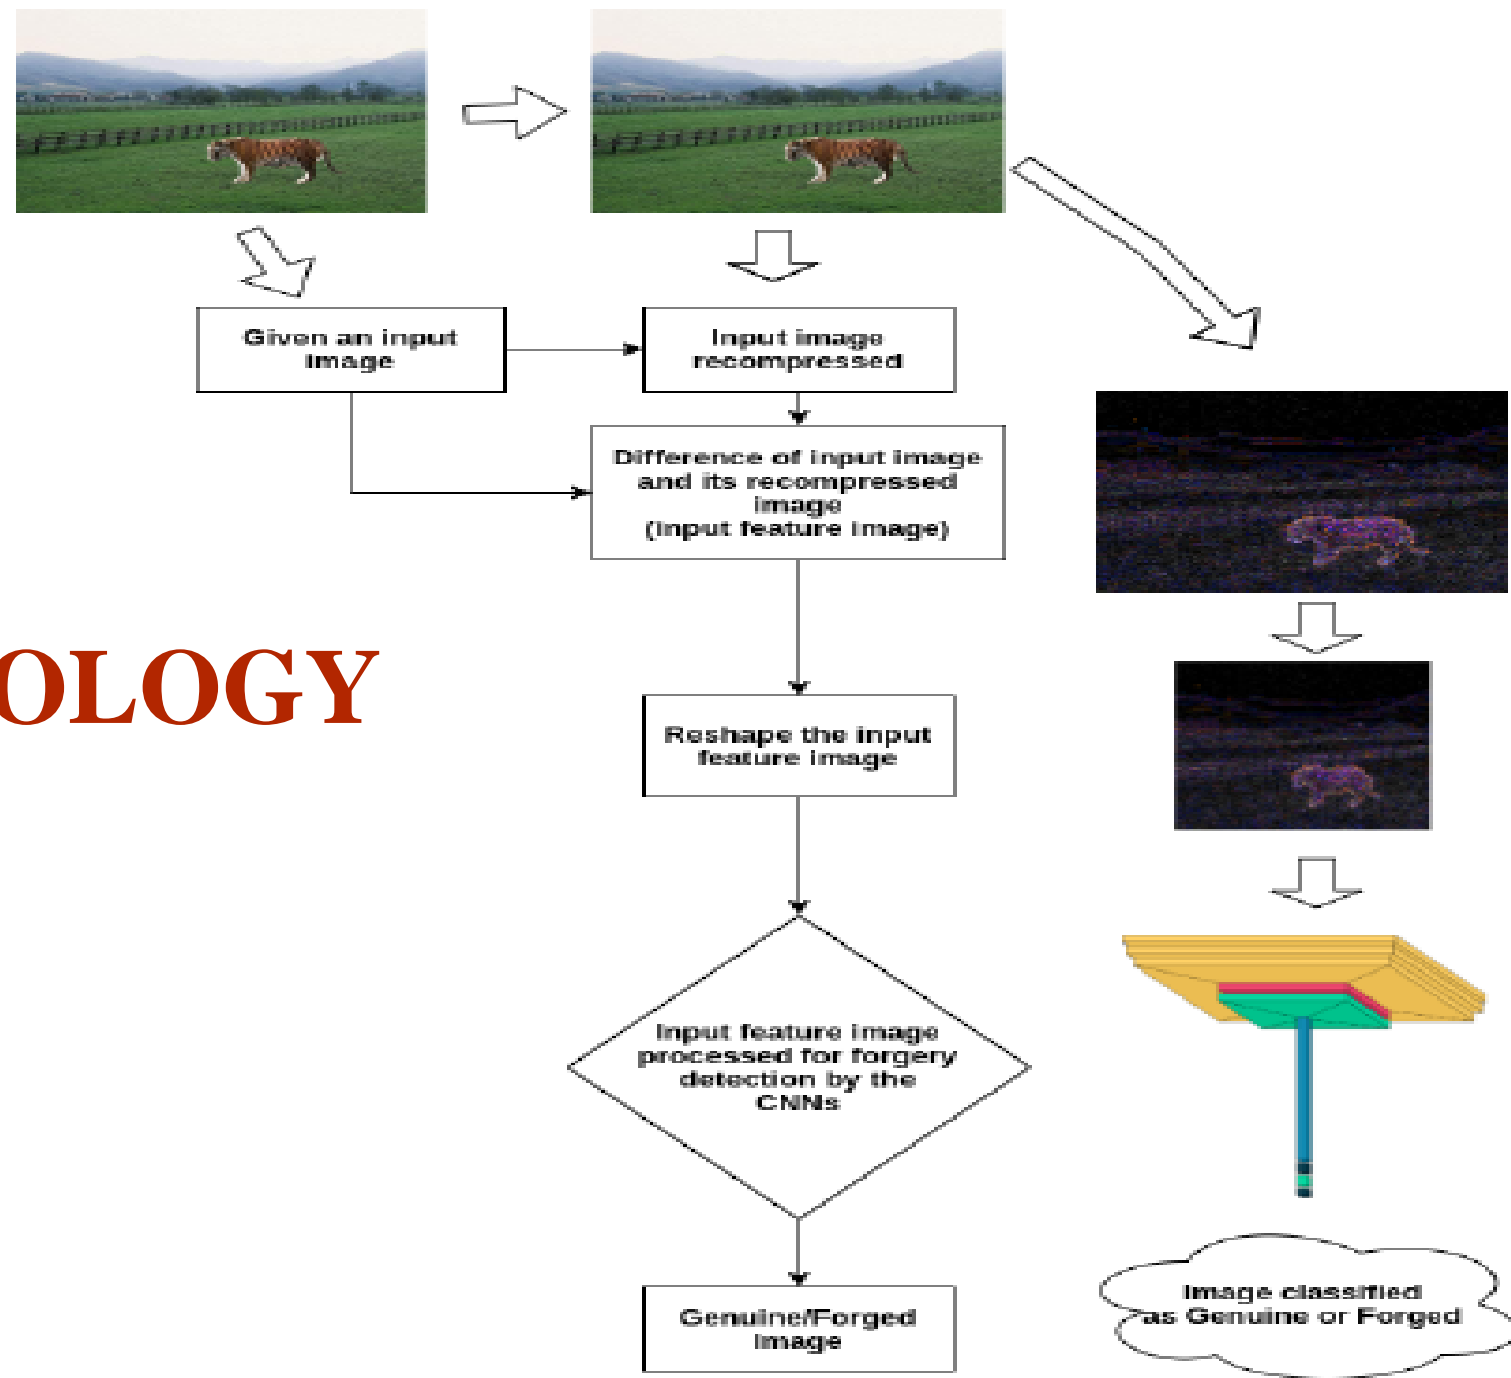 Given an input
image
Input image
recompressed
Difference of input image
and its recompressed
image
(input feature image)
OLOGY
Reshape the input
feature image
Input feature image
processed for forgery
detection by the
CNNs
Genuine/Forged
image
Image classified
as Genuine or Forged